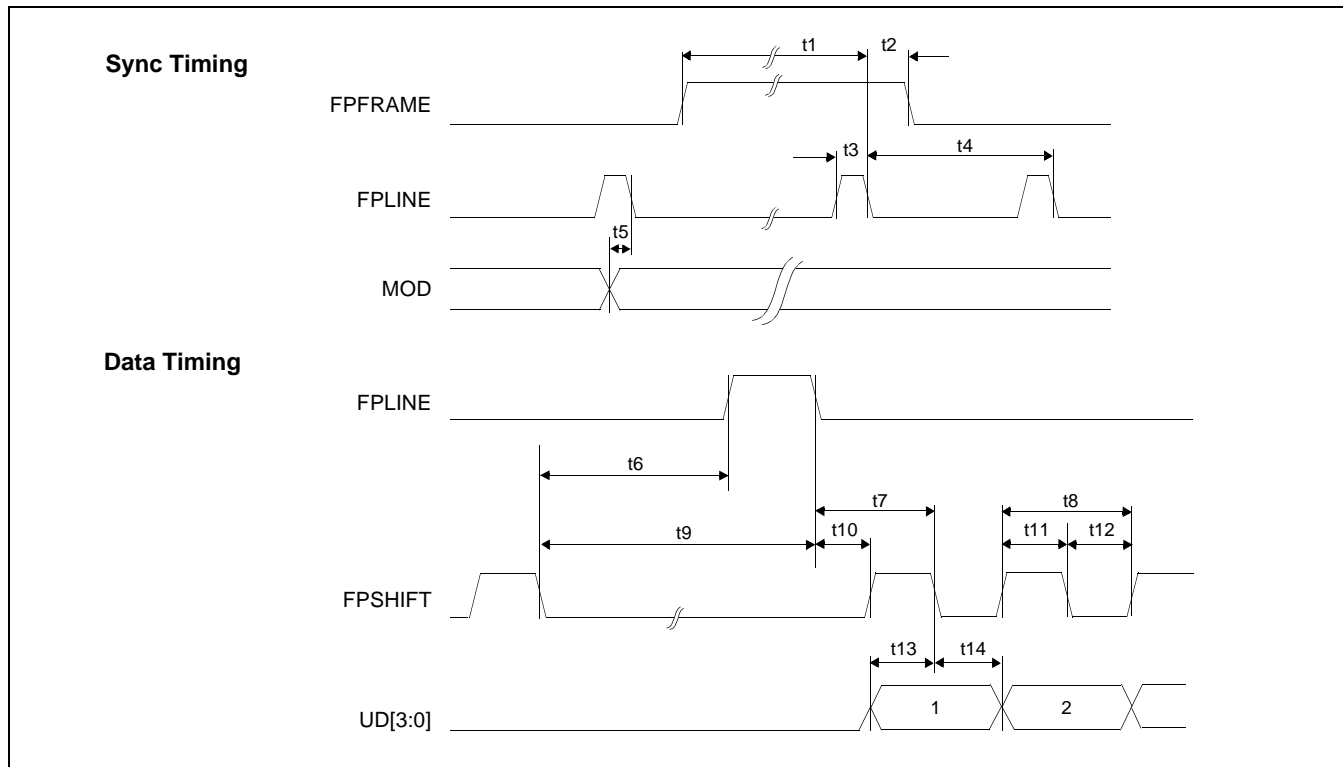 Sync Timing
t1
t2
FPFRAME
t3
t4
FPLINE
t5
MOD
Data Timing
FPLINE
t6
t7
t8
t9
t10
t11
t12
FPSHIFT
t13
t14
UD[3:0]
1
2